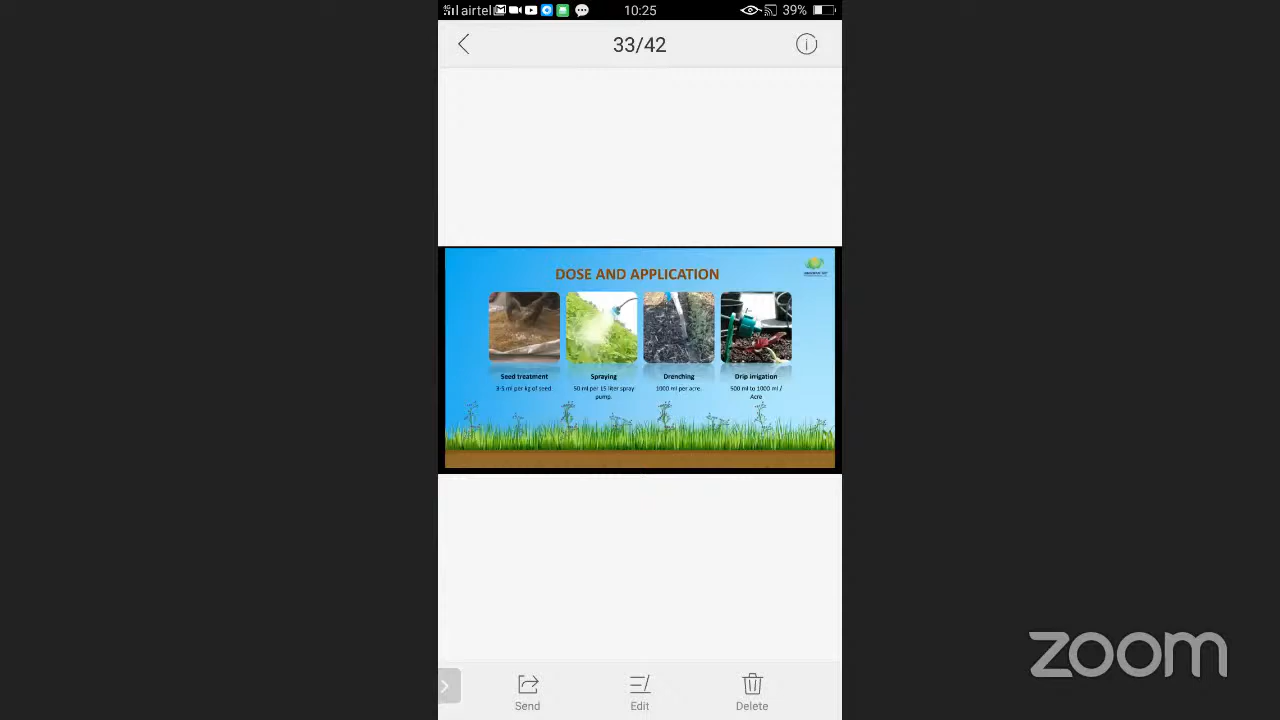 airtel 10:25 39%
33/42
DOSE AND APPLICATION
Seed treatment
3-5 ml per kg of seed
Spraying
50 ml per 15 liter spray
pump.
Drenching
1000 ml per acre.
Drip irrigation
500 ml to 1000 ml /
Acre
Send Edit Delete
zoom